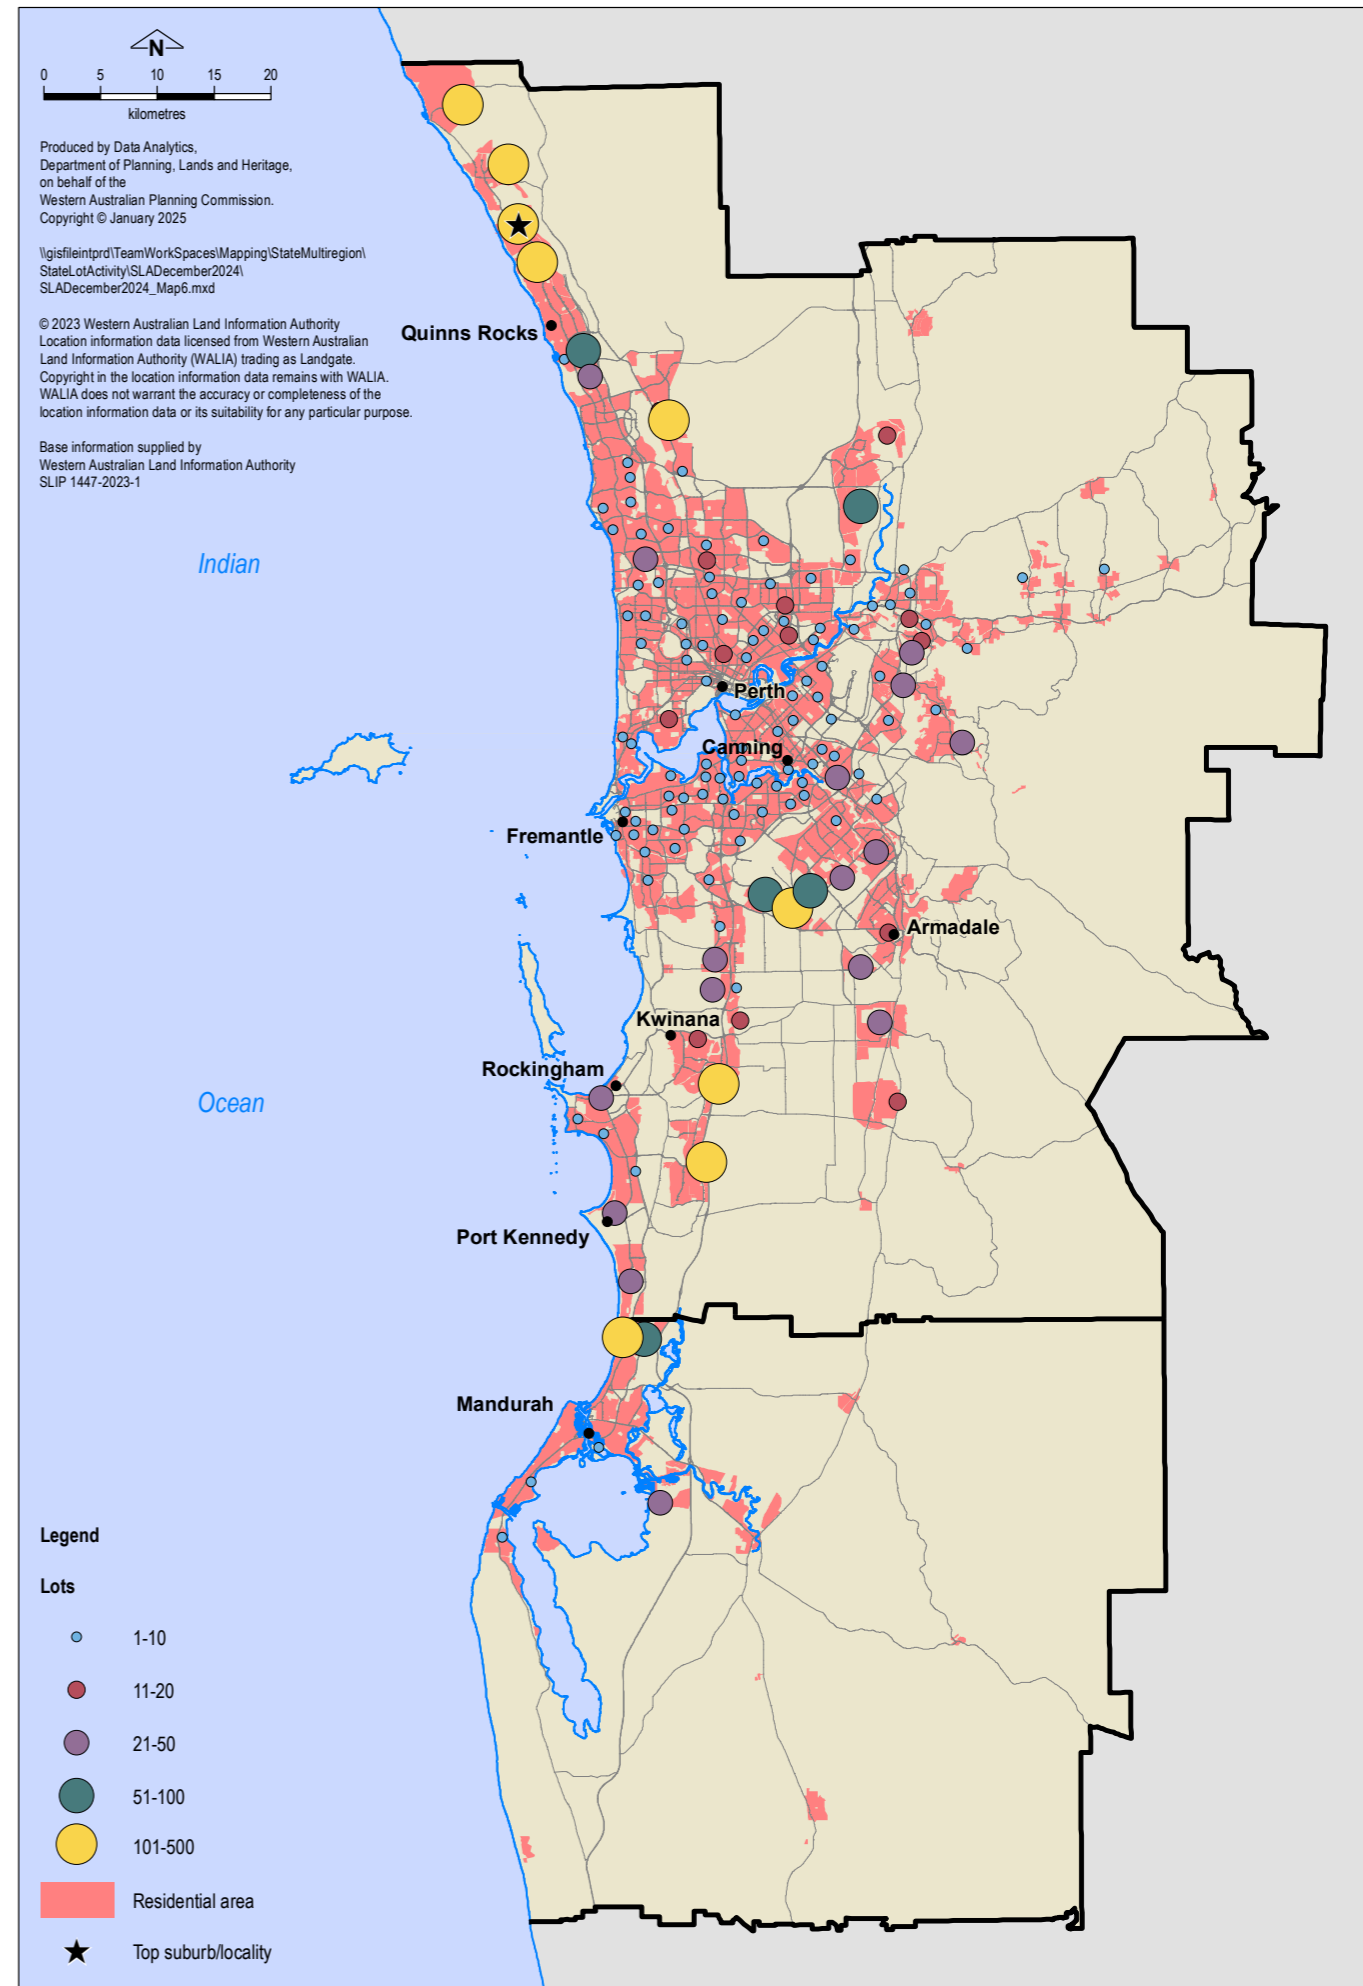 N
0 5 10 15 20
kilometres
Produced by Data Analytics,
Department of Planning, Lands and Heritage,
on behalf of the
Western Australian Planning Commission.
Copyright © January 2025
\\gisfileintprd\TeamWorkSpaces\Mapping\StateMultiregion\
StateLotActivity\SLADecember2024\
SLADecember2024_Map6.mxd
© 2023 Western Australian Land Information Authority
Location information data licensed from Western Australian
Land Information Authority (WALIA) trading as Landgate.
Copyright in the location information data remains with WALIA.
WALIA does not warrant the accuracy or completeness of the
location information data or its suitability for any particular purpose.
Base information supplied by
Western Australian Land Information Authority
SLIP 1447-2023-1
Quinns Rocks
Indian
Perth
Canning
Fremantle
Armadale
Kwinana
Rockingham
Ocean
Port Kennedy
Mandurah
Legend
Lots
1-10
11-20
21-50
51-100
101-500
Residential area
Top suburb/locality